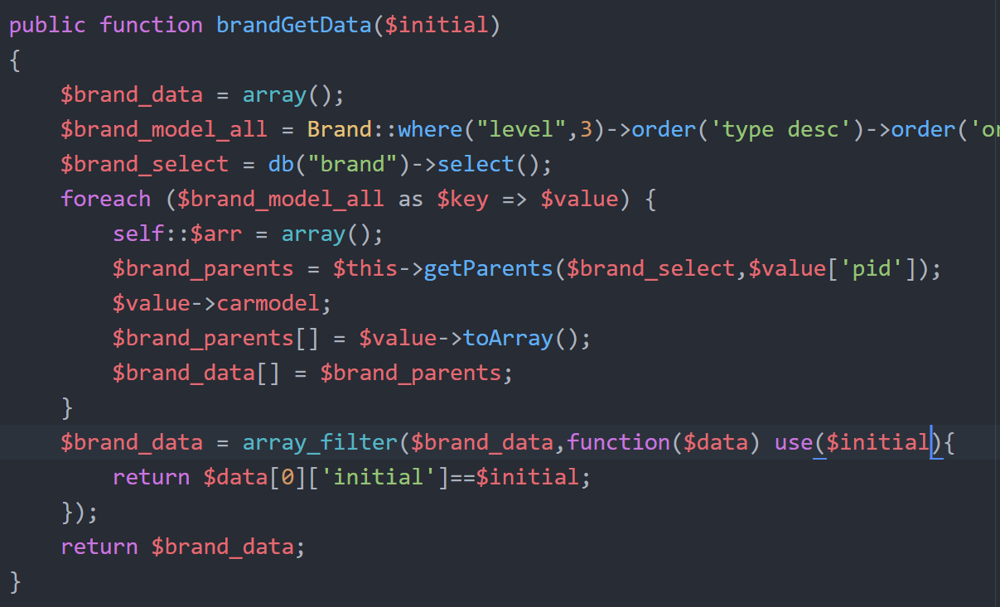 public function brandGetData($initial)
{
    $brand_data = array();
    $brand_model_all = Brand::where("level",3)->order('type desc')->order('or
    $brand_select = db("brand")->select();
    foreach ($brand_model_all as $key => $value) {
        self::$arr = array();
        $brand_parents = $this->getParents($brand_select,$value['pid']);
        $value->carmodel;
        $brand_parents[] = $value->toArray();
        $brand_data[] = $brand_parents;
    }
    $brand_data = array_filter($brand_data,function($data) use($initial){
        return $data[0]['initial']==$initial;
    });
    return $brand_data;
}